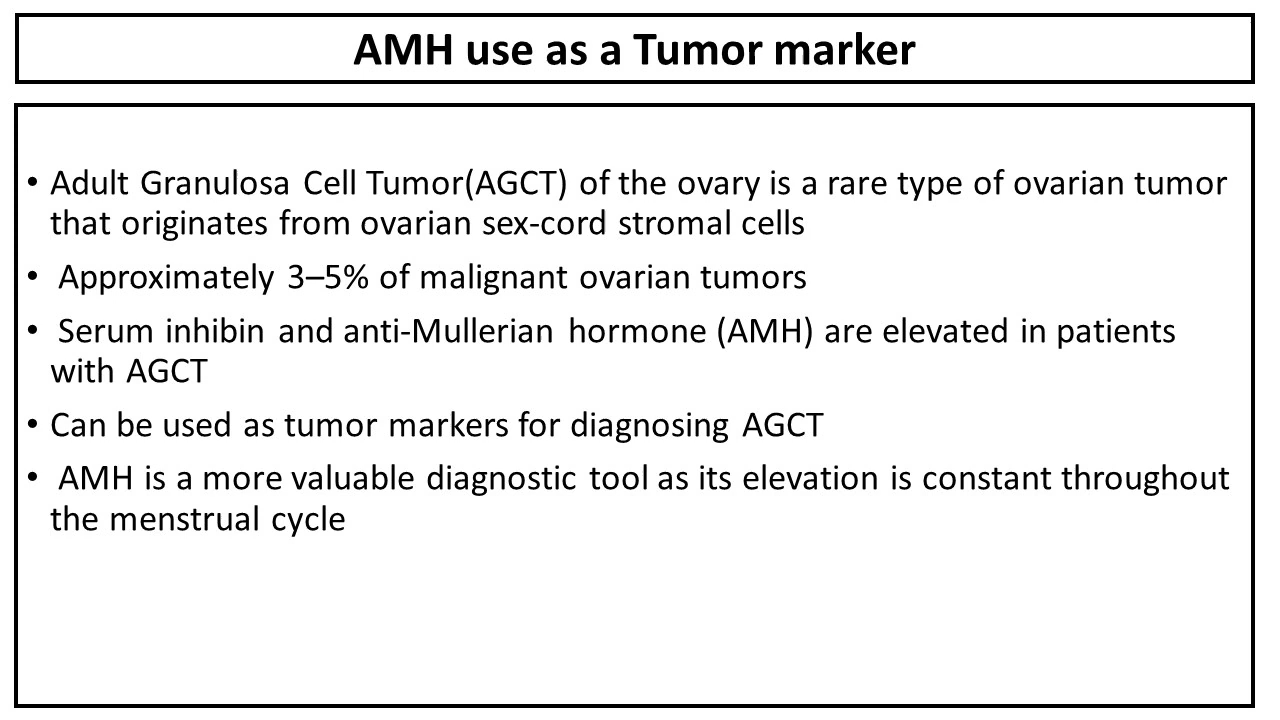 AMH use as a Tumor marker
• Adult Granulosa Cell Tumor(AGCT) of the ovary is a rare type of ovarian tumor
that originates from ovarian sex-cord stromal cells
• Approximately 3–5% of malignant ovarian tumors
• Serum inhibin and anti-Mullerian hormone (AMH) are elevated in patients
with AGCT
• Can be used as tumor markers for diagnosing AGCT
• AMH is a more valuable diagnostic tool as its elevation is constant throughout
the menstrual cycle